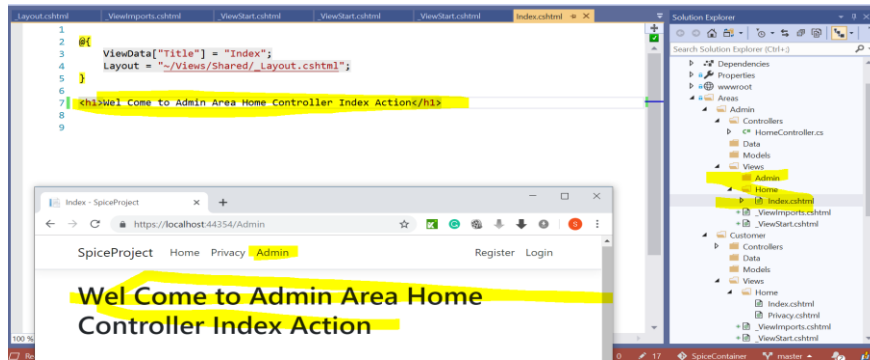 _Layout.cshtml _ViewImports.cshtml _ViewStart.cshtml _ViewStart.cshtml _ViewStart.cshtml Index.cshtml
1
2 @{
3 ViewData["Title"] = "Index";
4 Layout = "~/Views/Shared/_Layout.cshtml";
5 }
6
7 <h1>Wel Come to Admin Area Home Controller Index Action</h1>
8
9
Index - SpiceProject
https://localhost:44354/Admin
SpiceProject Home Privacy Admin Register Login
Wel Come to Admin Area Home
Controller Index Action
100 %
0 17 SpiceContainer master
Solution Explorer
Search Solution Explorer (Ctrl+;)
Dependencies
Properties
wwwroot
Areas
Admin
Controllers
C# HomeController.cs
Data
Models
Views
Admin
Home
Index.cshtml
_ViewImports.cshtml
_ViewStart.cshtml
Customer
Controllers
Data
Models
Views
Home
Index.cshtml
Privacy.cshtml
_ViewImports.cshtml
_ViewStart.cshtml